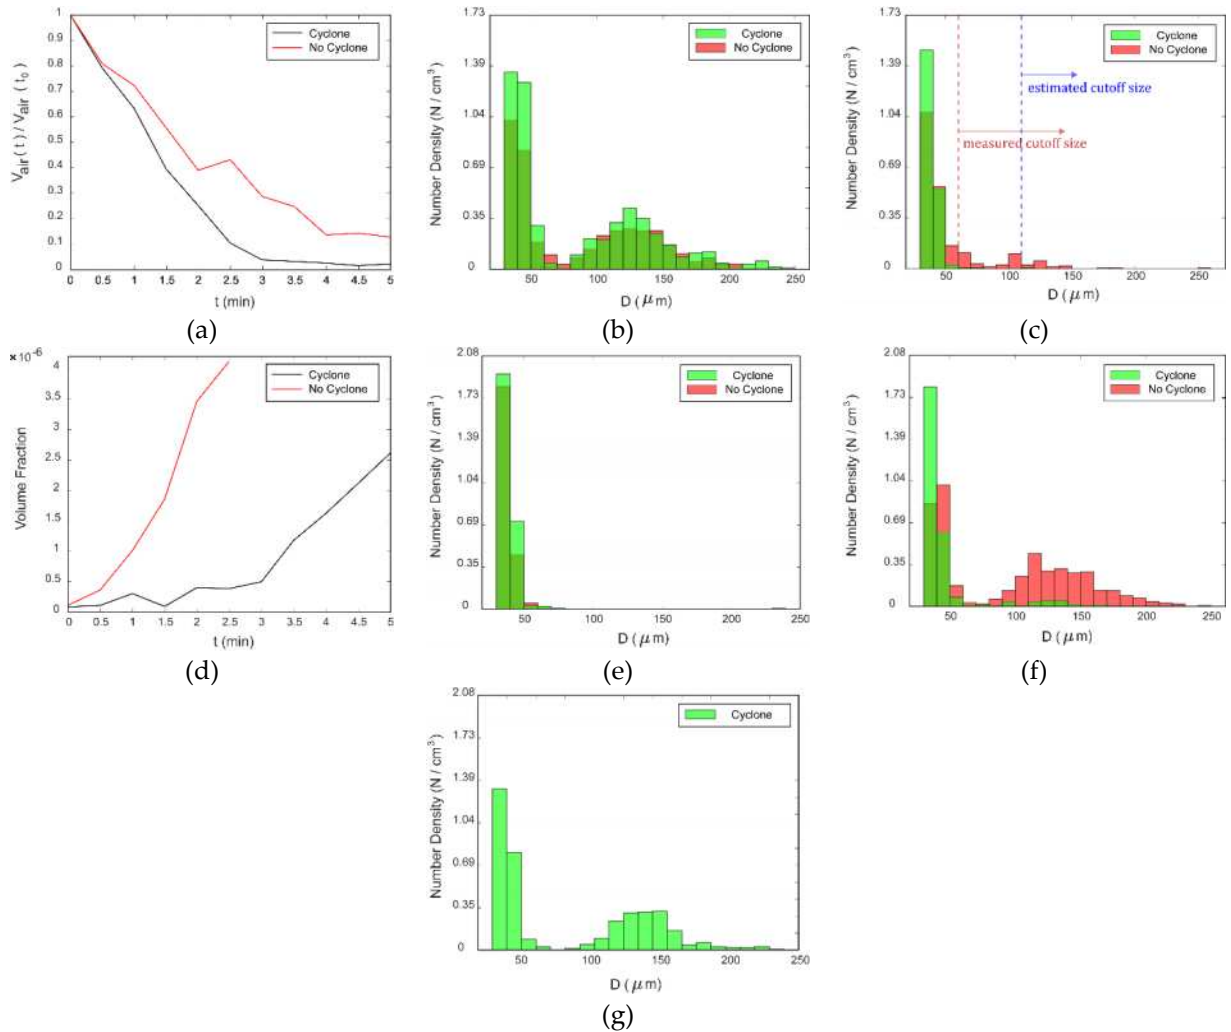 1
0.9
0.8
0.7
0.6
0.5
0.4
0.3
0.2
0.1
0
V_air (t) / V_air (t_0)
Cyclone
No Cyclone
0 0.5 1 1.5 2 2.5 3 3.5 4 4.5 5
t (min)
(a)
1.73
1.39
1.04
0.69
0.35
0
Number Density (N / cm³)
Cyclone
No Cyclone
50 100 150 200 250
D (μm)
(b)
1.73
1.39
1.04
0.69
0.35
0
Number Density (N / cm³)
Cyclone
No Cyclone
estimated cutoff size
measured cutoff size
50 100 150 200 250
D (μm)
(c)
× 10⁻⁶
4
3.5
3
2.5
2
1.5
1
0.5
0
Volume Fraction
Cyclone
No Cyclone
0 0.5 1 1.5 2 2.5 3 3.5 4 4.5 5
t (min)
(d)
2.08
1.73
1.39
1.04
0.69
0.35
0
Number Density (N / cm³)
Cyclone
No Cyclone
50 100 150 200 250
D (μm)
(e)
2.08
1.73
1.39
1.04
0.69
0.35
0
Number Density (N / cm³)
Cyclone
No Cyclone
50 100 150 200 250
D (μm)
(f)
2.08
1.73
1.39
1.04
0.69
0.35
0
Number Density (N / cm³)
Cyclone
50 100 150 200 250
D (μm)
(g)